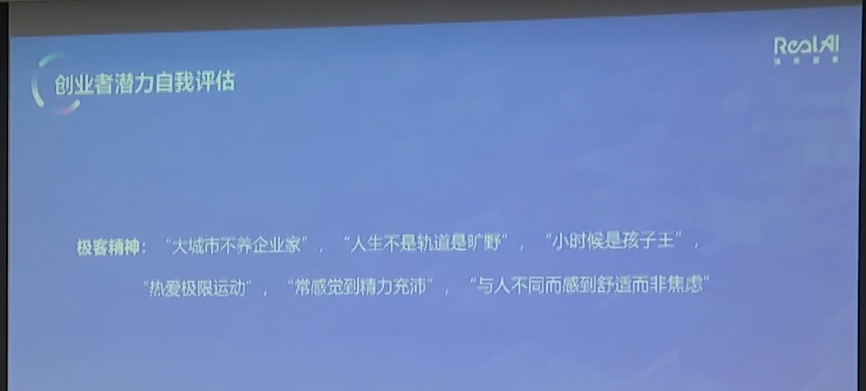 RealAI
创业者潜力自我评估
极客精神：“大城市不养企业家”，“人生不是轨道是旷野”，“小时候是孩子王”，
“热爱极限运动”，“常感觉到精力充沛”，“与人不同而感到舒适而非焦虑”